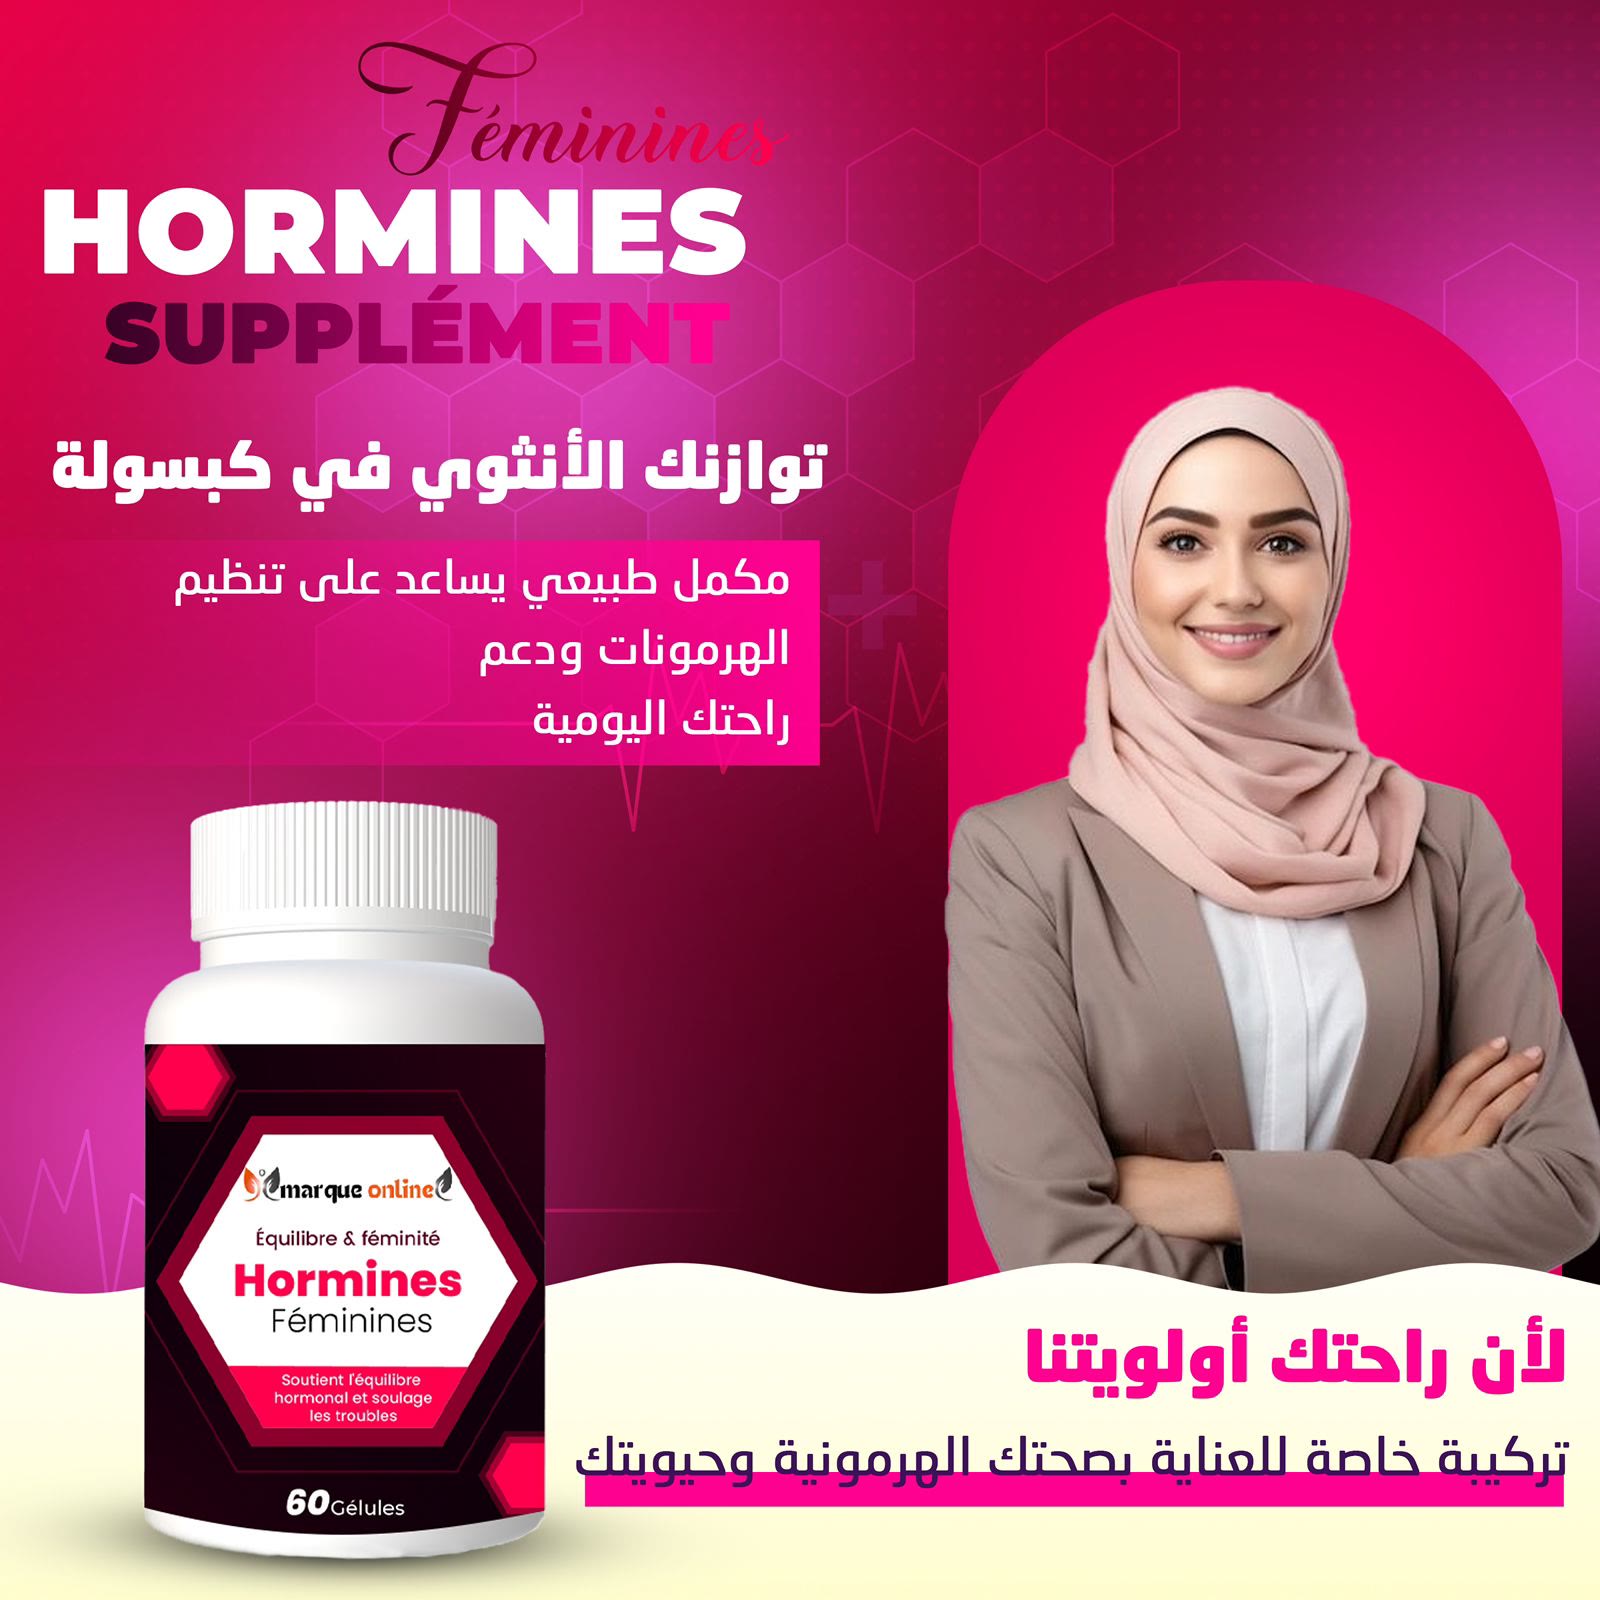 Féminines
HORMINES
SUPPLÉMENT
توازنك الأنثوي في كبسولة
مكمل طبيعي يساعد على تنظيم
الهرمونات ودعم
راحتك اليومية
marque online
Équilibre & féminité
Hormines
Féminines
Soutient l'équilibre
hormonal et soulage
les troubles
60 Gélules
لأن راحتك أولويتنا
تركيبة خاصة للعناية بصحتك الهرمونية وحيويتك